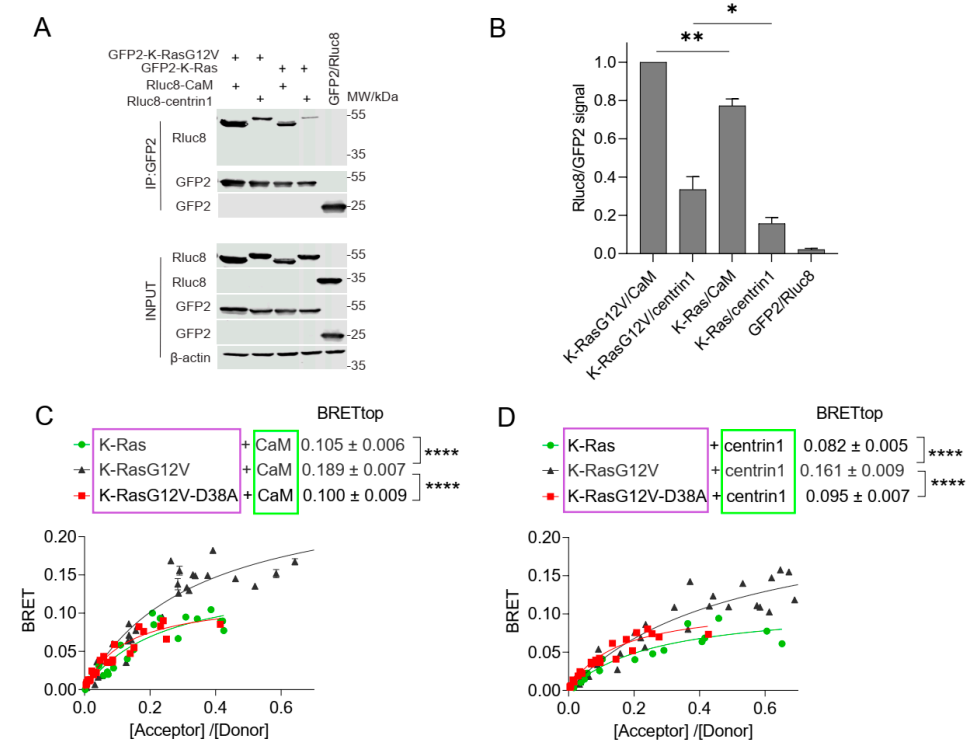 A
GFP2-K-RasG12V + +
GFP2-K-Ras + +
Rluc8-CaM + +
Rluc8-centrin1 + +
GFP2/Rluc8
MW/kDa
IP:GFP2
Rluc8
-55
-35
GFP2
-55
GFP2
-25
INPUT
Rluc8
-55
Rluc8
-35
GFP2
-55
GFP2
-25
β-actin
-35
B
*
**
Rluc8/GFP2 signal
1.0
0.8
0.6
0.4
0.2
0.0
K-RasG12V/CaM
K-RasG12V/centrin1
K-Ras/CaM
K-Ras/centrin1
GFP2/Rluc8
C
BRETtop
K-Ras + CaM 0.105 ± 0.006
K-RasG12V + CaM 0.189 ± 0.007
K-RasG12V-D38A + CaM 0.100 ± 0.009
****
****
BRET
0.20
0.15
0.10
0.05
0.00
0.0 0.2 0.4 0.6
[Acceptor] /[Donor]
D
BRETtop
K-Ras + centrin1 0.082 ± 0.005
K-RasG12V + centrin1 0.161 ± 0.009
K-RasG12V-D38A + centrin1 0.095 ± 0.007
****
****
BRET
0.20
0.15
0.10
0.05
0.00
0.0 0.2 0.4 0.6
[Acceptor] /[Donor]